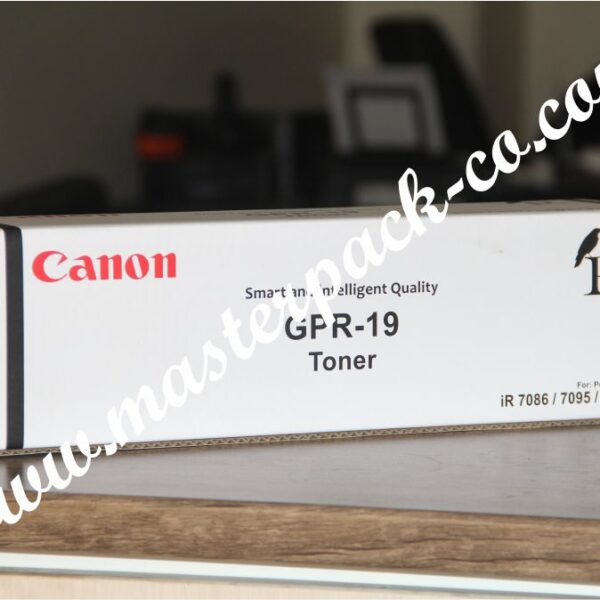 Canon
Smart and Intelligent Quality
GPR-19
Toner
For: P
iR 7086 / 7095 /
www.masterpack-co.com